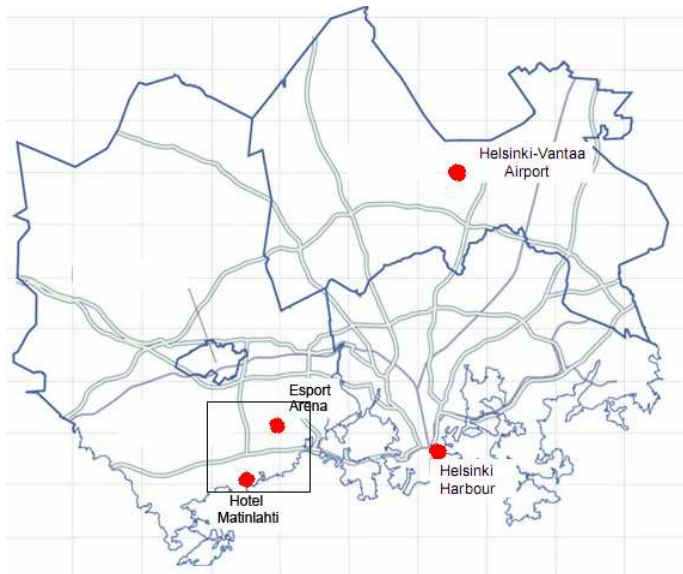 Helsinki-Vantaa
Airport
Esport
Arena
Helsinki
Harbour
Hotel
Matinlahti